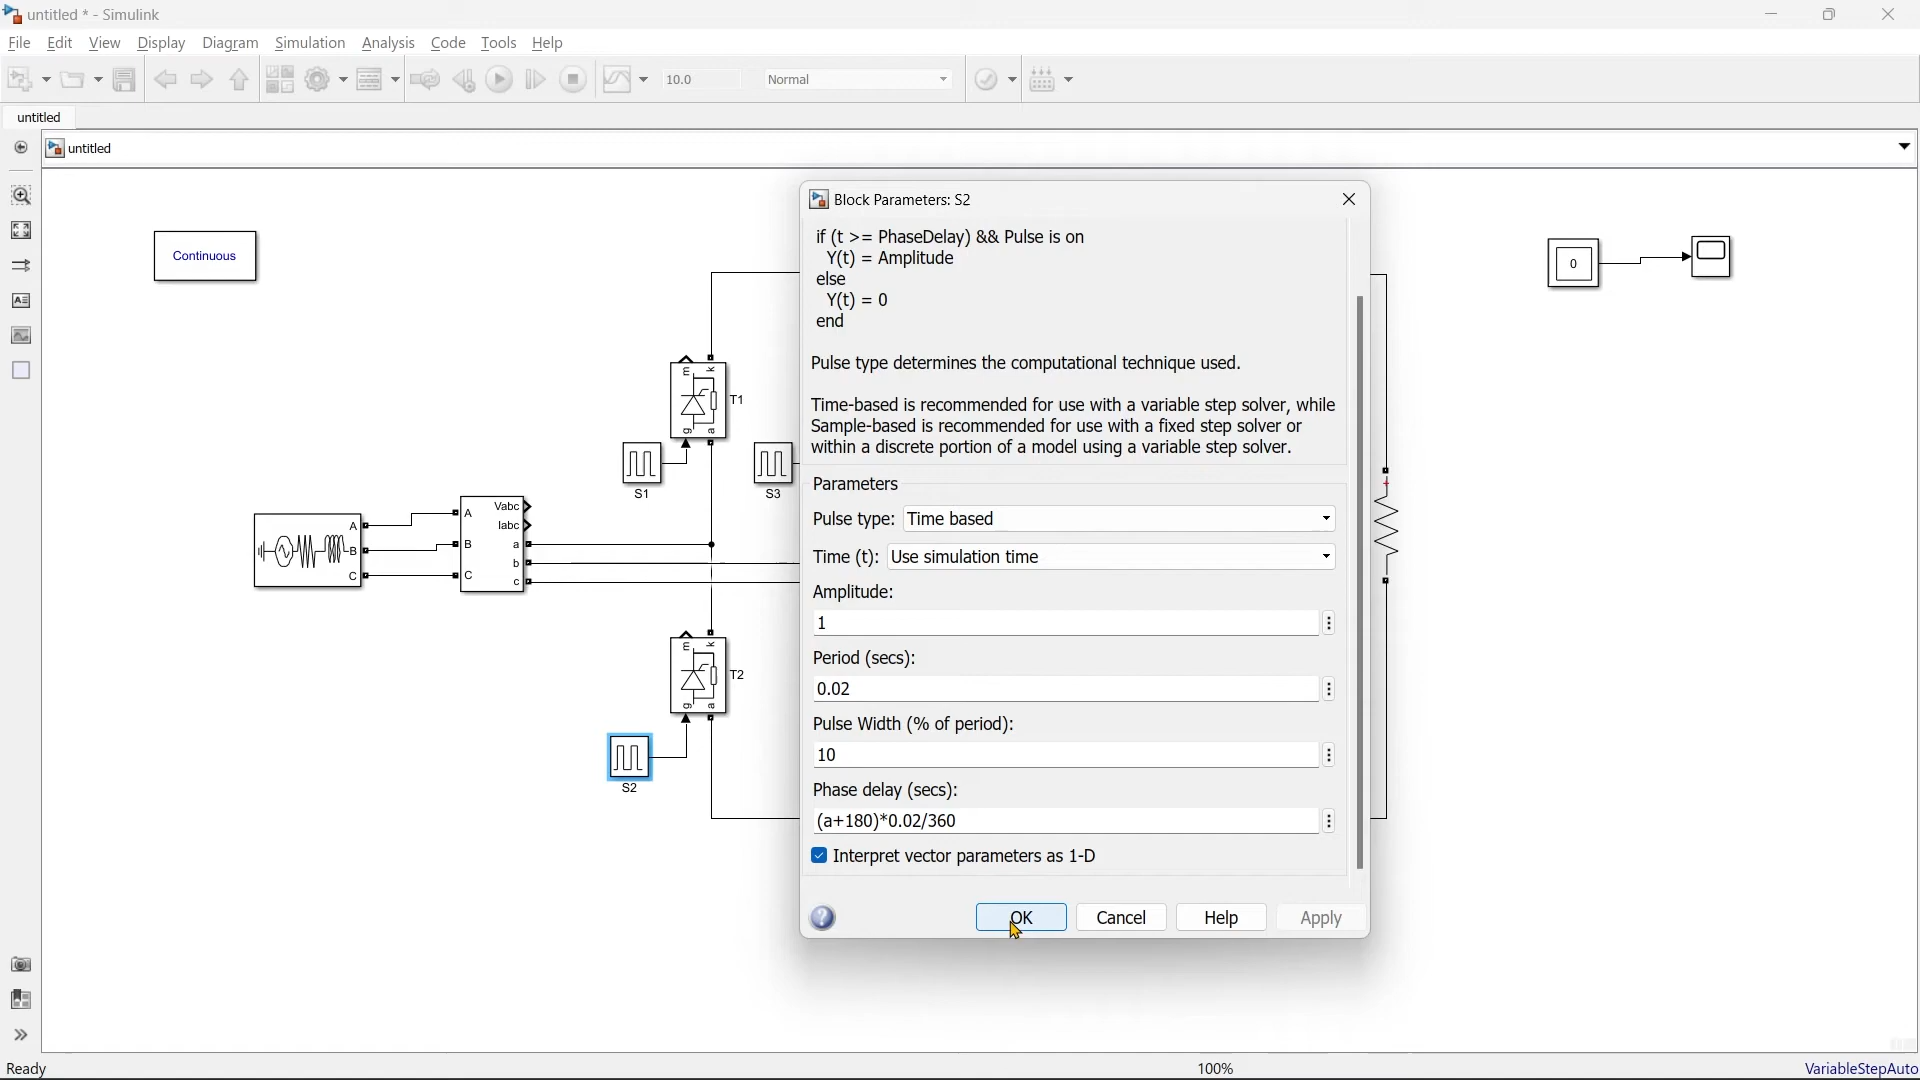 untitled * - Simulink
File Edit View Display Diagram Simulation Analysis Code Tools Help
10.0 Normal
untitled
untitled
Continuous
m k
g a
T1
S1
S3
A
B
C
A
B
C
Vabc
Iabc
a
b
c
m k
g a
T2
S2
0
Block Parameters: S2
if (t >= PhaseDelay) && Pulse is on
Y(t) = Amplitude
else
Y(t) = 0
end
Pulse type determines the computational technique used.
Time-based is recommended for use with a variable step solver, while
Sample-based is recommended for use with a fixed step solver or
within a discrete portion of a model using a variable step solver.
Parameters
Pulse type: Time based
Time (t): Use simulation time
Amplitude:
1
Period (secs):
0.02
Pulse Width (% of period):
10
Phase delay (secs):
(a+180)*0.02/360
Interpret vector parameters as 1-D
OK Cancel Help Apply
Ready 100% VariableStepAuto